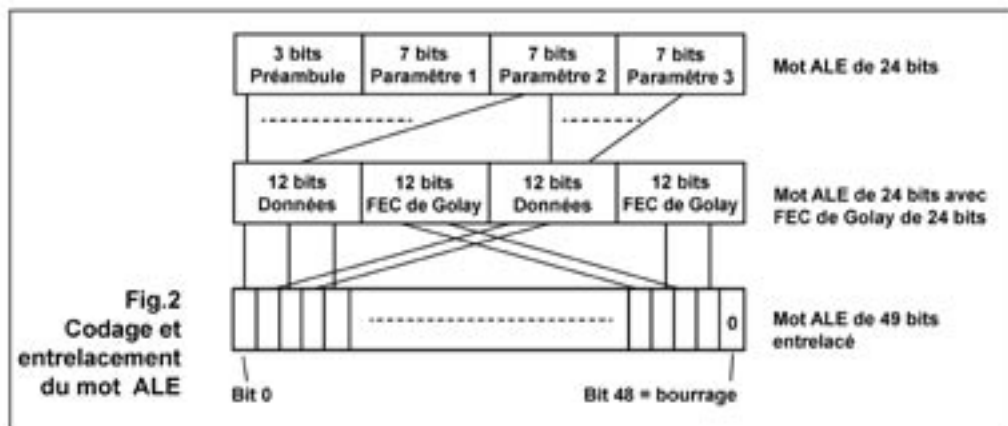 3 bits
Préambule
7 bits
Paramêtre 1
7 bits
Paramêtre 2
7 bits
Paramêtre 3
Mot ALE de 24 bits
12 bits
Données
12 bits
FEC de Golay
12 bits
Données
12 bits
FEC de Golay
Mot ALE de 24 bits avec
FEC de Golay de 24 bits
Fig.2
Codage et
entrelacement
du mot ALE
0
Mot ALE de 49 bits
entrelacé
Bit 0
Bit 48 = bourrage